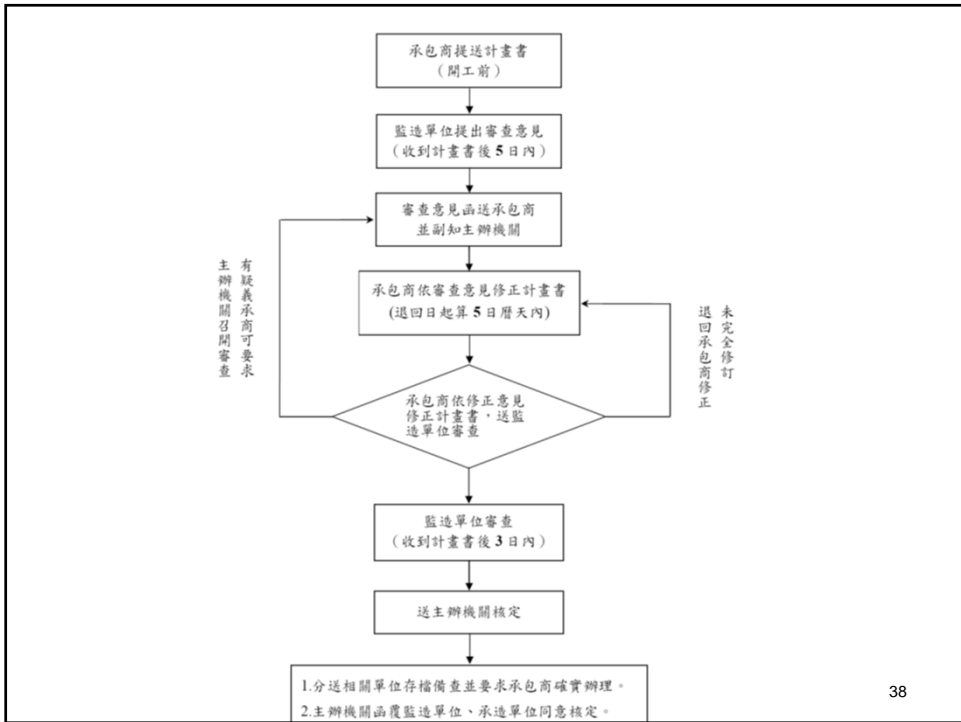 承包商提送計畫書
（開工前）
監造單位提出審查意見
（收到計畫書後 5 日內）
審查意見函送承包商
並副知主辦機關
有疑義承商可要求
主辦機關召開審查
承包商依審查意見修正計畫書
(退回日起算 5 日曆天內)
未完全修訂
退回承包商修正
承包商依修正意見
修正計畫書，送監
造單位審查
監造單位審查
（收到計畫書後 3 日內）
送主辦機關核定
1.分送相關單位存檔備查並要求承包商確實辦理。
2.主辦機關函覆監造單位、承造單位同意核定。
38